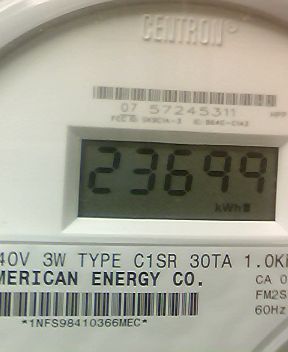 CENTRON®
07 57245311
23699
kWh
40V 3W TYPE C1SR 30TA 1.0K
MERICAN ENERGY CO.
CA 0
FM2S
60Hz
*1NFS98410366MEC*